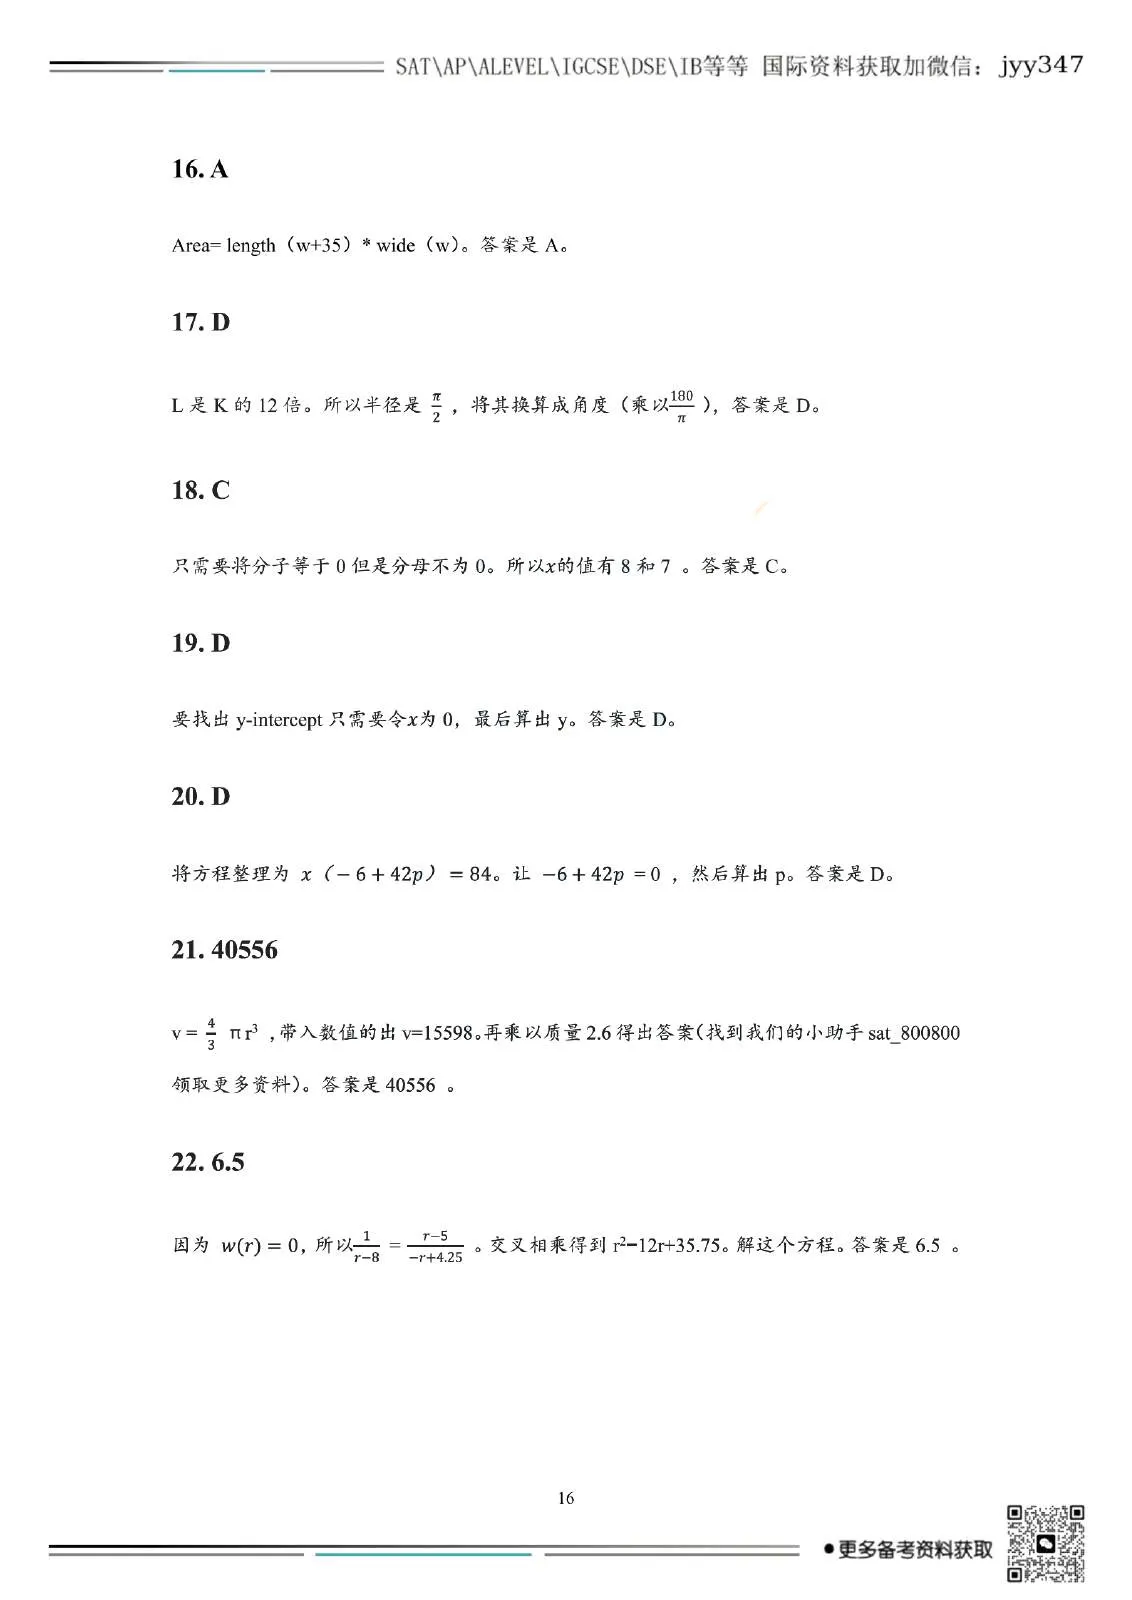 SAT\AP\ALEVEL\IGCSE\DSE\IB等等 国际资料获取加微信： jyy347
16. A
Area= length（w+35）* wide（w）。答案是 A。
17. D
L 是 K 的 12 倍。所以半径是 π/2 ，将其换算成角度（乘以180/π ），答案是 D。
18. C
只需要将分子等于 0 但是分母不为 0。所以x的值有 8 和 7 。答案是 C。
19. D
要找出 y-intercept 只需要令x为 0，最后算出 y。答案是 D。
20. D
将方程整理为 x（− 6 + 42p）= 84。让 −6 + 42p = 0 ，然后算出 p。答案是 D。
21. 40556
v = 4/3 πr³ ,带入数值的出 v=15598。再乘以质量 2.6 得出答案（找到我们的小助手 sat_800800
领取更多资料）。答案是 40556 。
22. 6.5
因为 w(r) = 0，所以1/(r−8) = (r−5)/(−r+4.25) 。交叉相乘得到 r²−12r+35.75。解这个方程。答案是 6.5 。
16
●更多备考资料获取